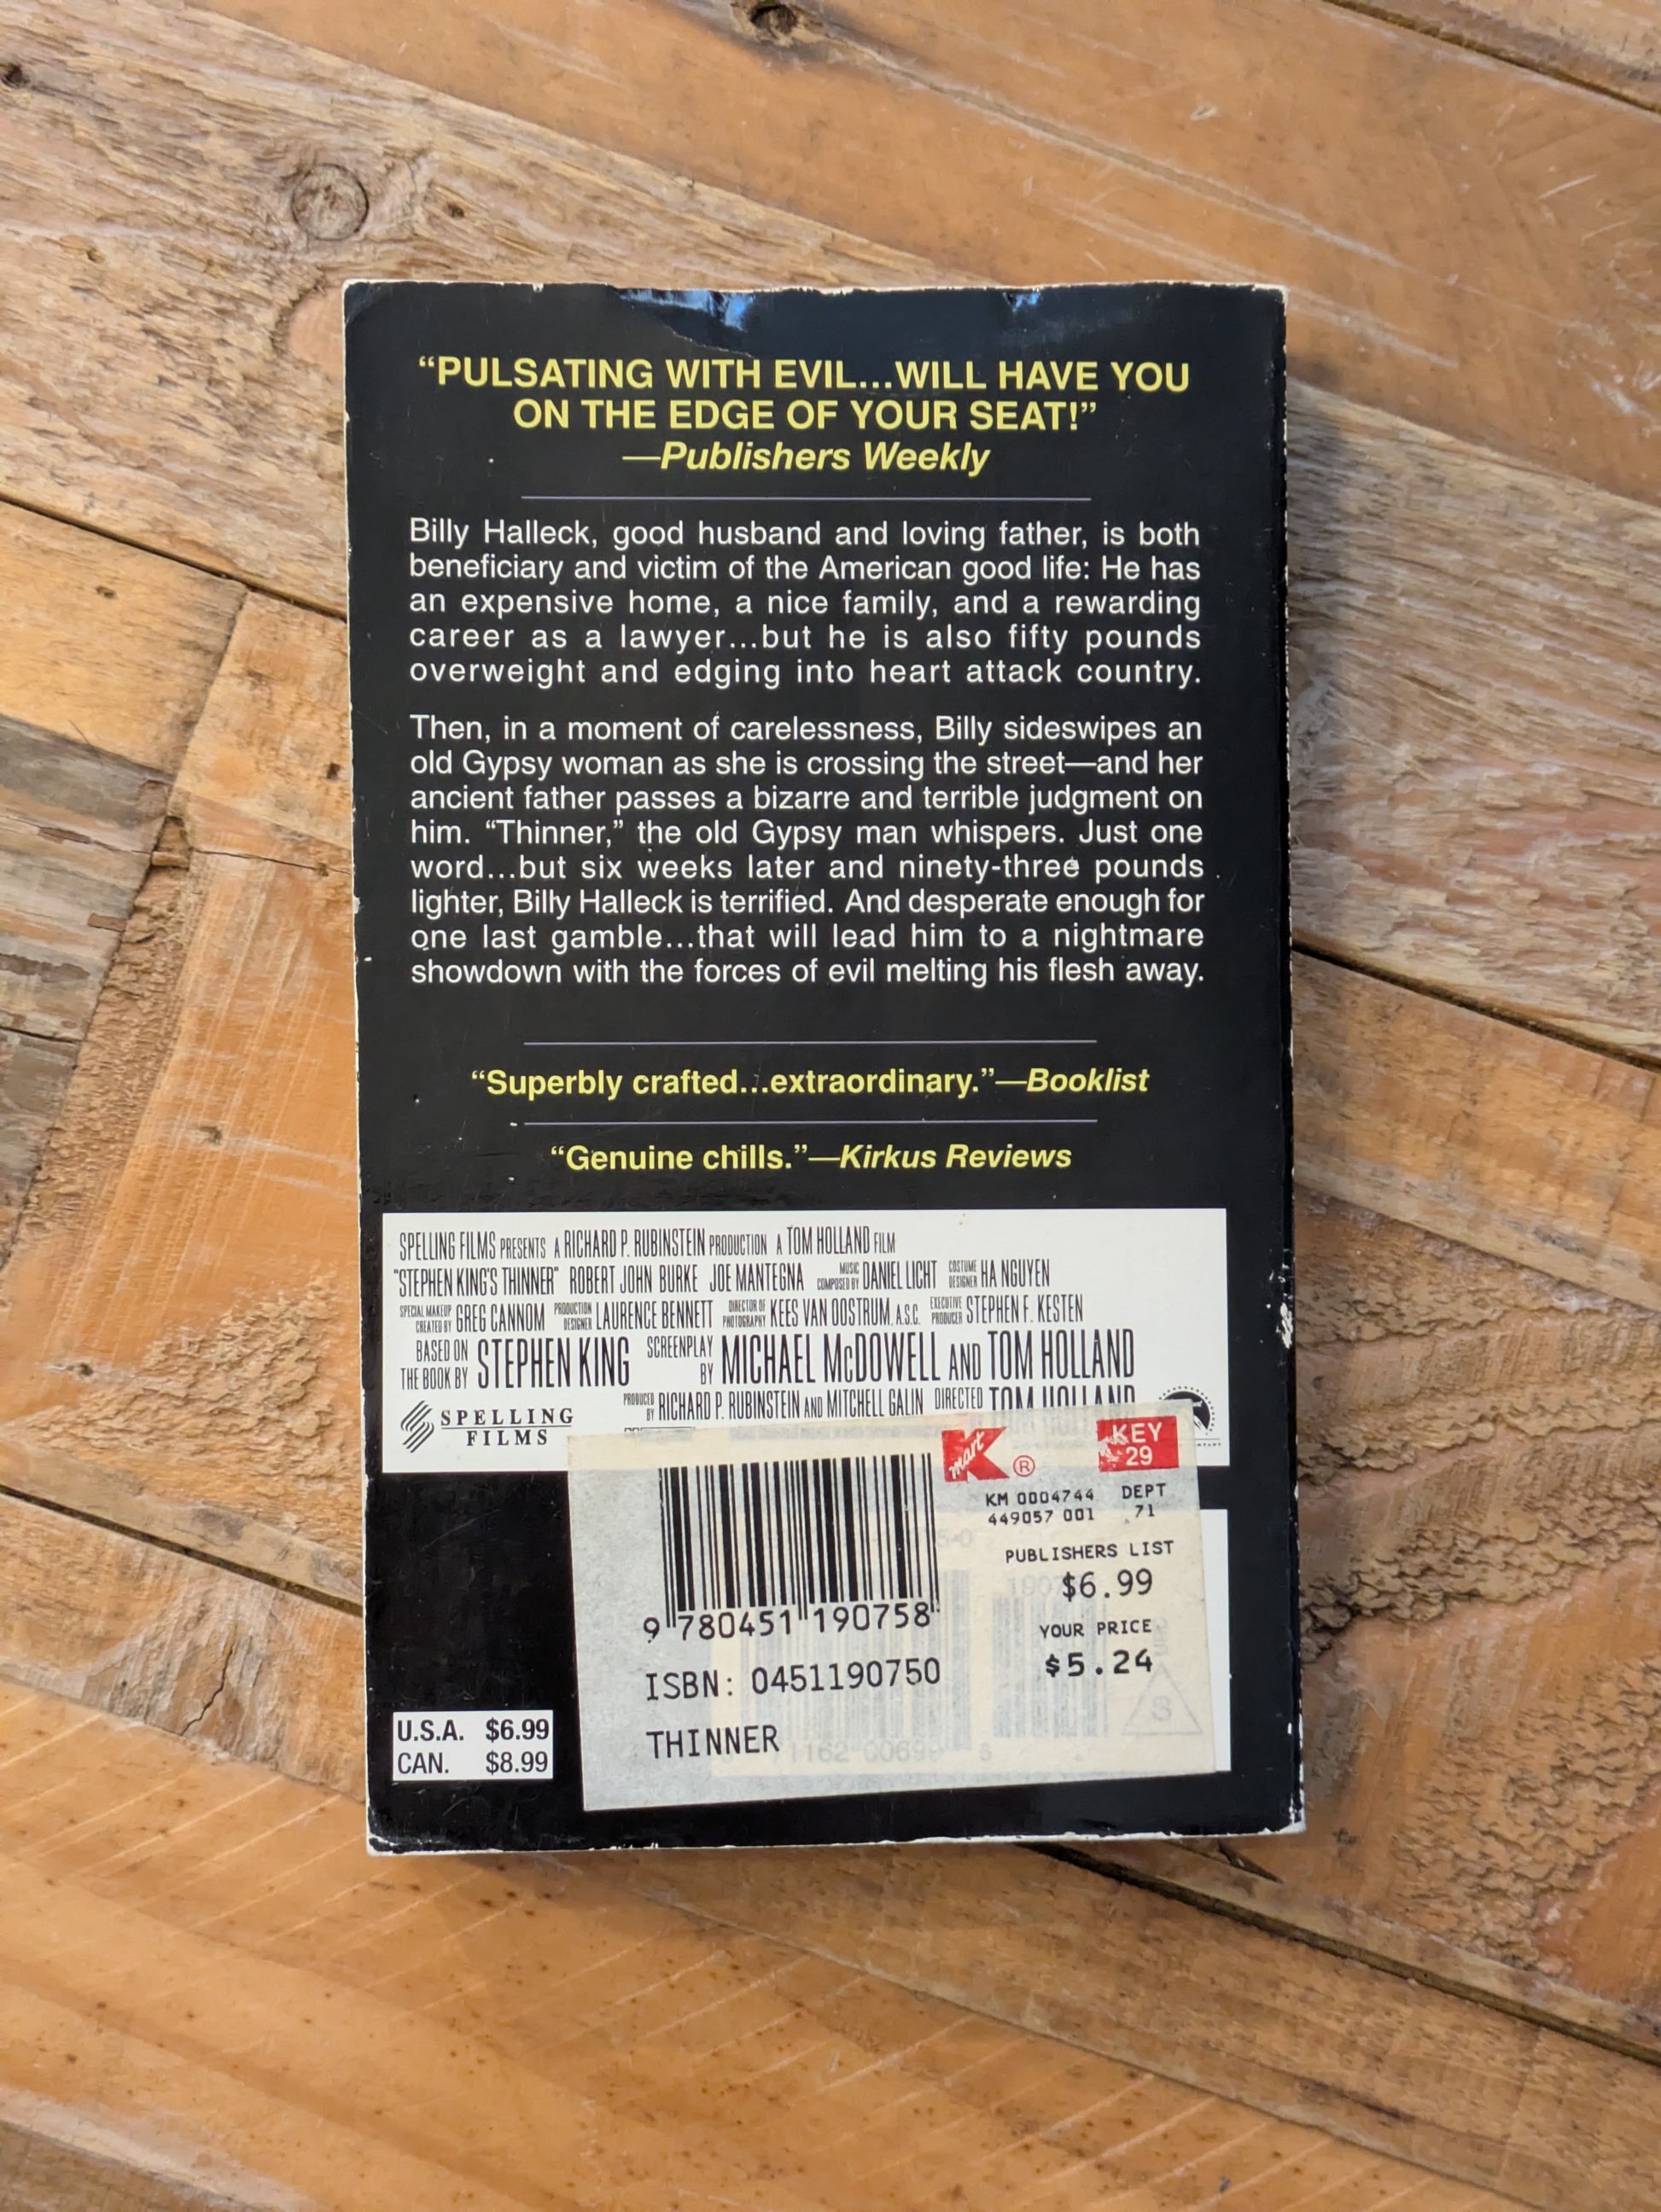 “PULSATING WITH EVIL...WILL HAVE YOU
ON THE EDGE OF YOUR SEAT!”
—Publishers Weekly
Billy Halleck, good husband and loving father, is both
beneficiary and victim of the American good life: He has
an expensive home, a nice family, and a rewarding
career as a lawyer...but he is also fifty pounds
overweight and edging into heart attack country.
Then, in a moment of carelessness, Billy sideswipes an
old Gypsy woman as she is crossing the street—and her
ancient father passes a bizarre and terrible judgment on
him. “Thinner,” the old Gypsy man whispers. Just one
word...but six weeks later and ninety-three pounds
lighter, Billy Halleck is terrified. And desperate enough for
one last gamble...that will lead him to a nightmare
showdown with the forces of evil melting his flesh away.
“Superbly crafted...extraordinary.”—Booklist
“Genuine chills.”—Kirkus Reviews
SPELLING FILMS PRESENTS A RICHARD P. RUBINSTEIN PRODUCTION A TOM HOLLAND FILM
"STEPHEN KING'S THINNER" ROBERT JOHN BURKE JOE MANTEGNA MUSIC COMPOSED BY DANIEL LICHT COSTUME DESIGNER HA NGUYEN
SPECIAL MAKEUP CREATED BY GREG CANNOM PRODUCTION DESIGNER LAURENCE BENNETT DIRECTOR OF PHOTOGRAPHY KEES VAN OOSTRUM, A.S.C. EXECUTIVE PRODUCER STEPHEN F. KESTEN
BASED ON THE BOOK BY STEPHEN KING SCREENPLAY BY MICHAEL McDOWELL AND TOM HOLLAND
PRODUCED BY RICHARD P. RUBINSTEIN AND MITCHELL GALIN DIRECTED TOM HOLLAND
SPELLING
FILMS
Kmart ®
KEY
29
KM 0004744 DEPT
449057 001 71
PUBLISHERS LIST
$6.99
YOUR PRICE
$5.24
9 780451 190758
ISBN: 0451190750
THINNER
S
U.S.A. $6.99
CAN. $8.99